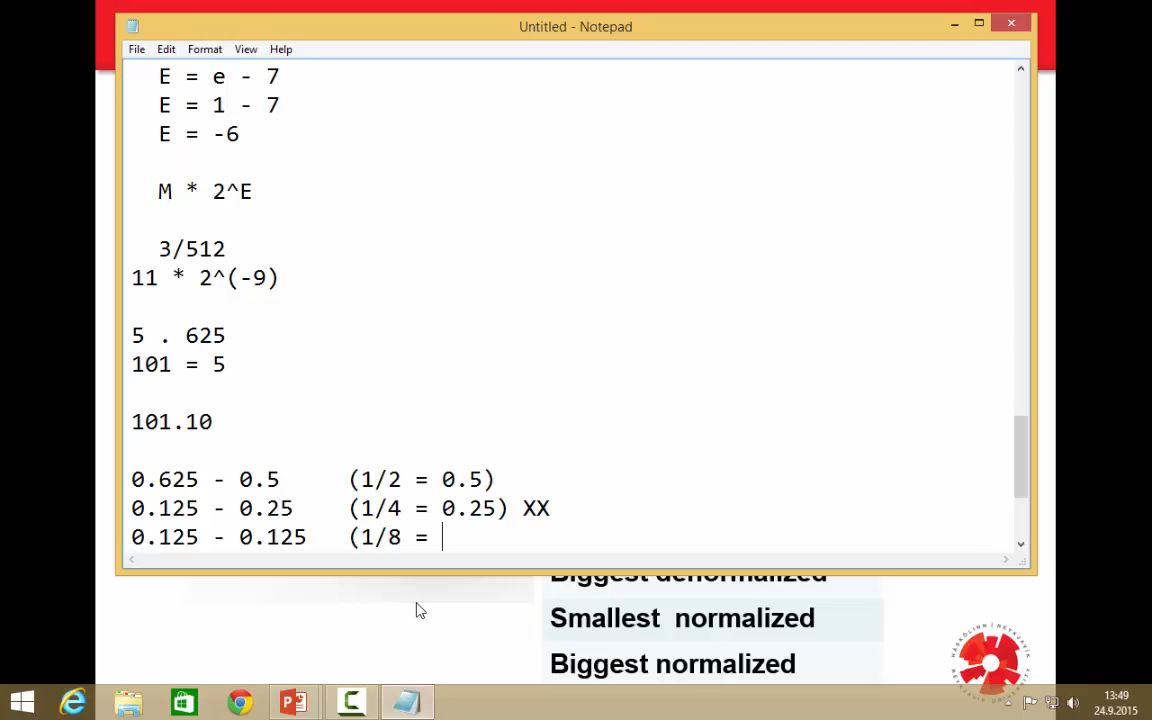 Untitled - Notepad
File Edit Format View Help
E = e - 7
E = 1 - 7
E = -6
M * 2^E
3/512
11 * 2^(-9)
5 . 625
101 = 5
101.10
0.625 - 0.5 (1/2 = 0.5)
0.125 - 0.25 (1/4 = 0.25) XX
0.125 - 0.125 (1/8 =
Biggest denormalized
Smallest normalized
Biggest normalized
13:49
24.9.2015